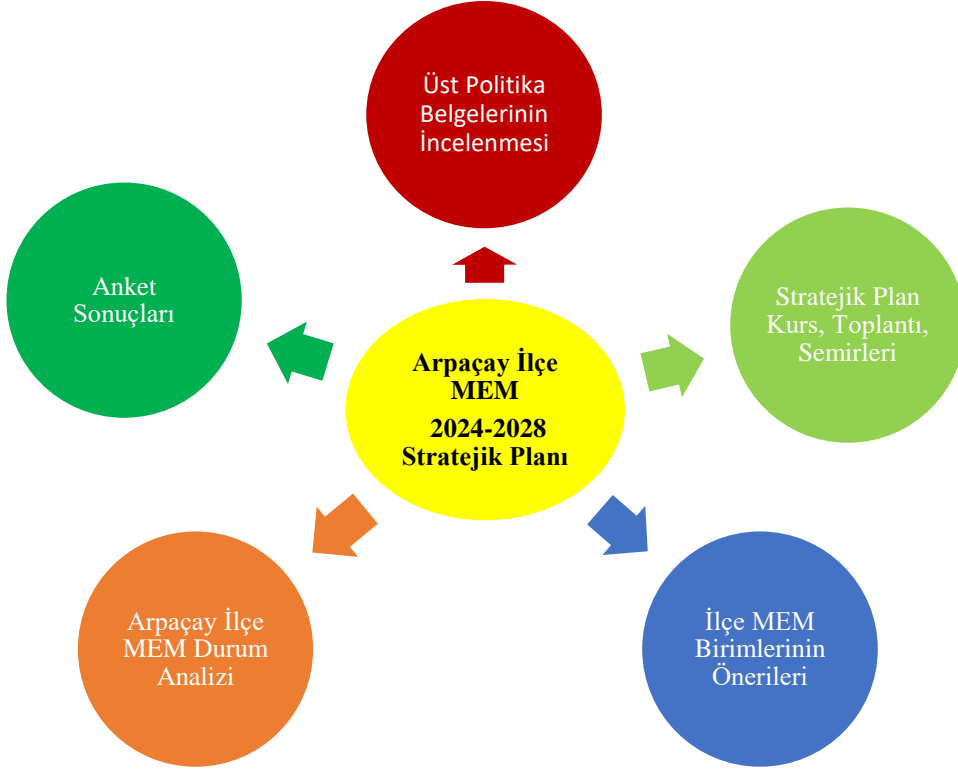 Üst Politika
Belgelerinin
İncelenmesi
Anket
Sonuçları
Stratejik Plan
Kurs, Toplantı,
Semirleri
Arpaçay İlçe
MEM
2024-2028
Stratejik Planı
Arpaçay İlçe
MEM Durum
Analizi
İlçe MEM
Birimlerinin
Önerileri